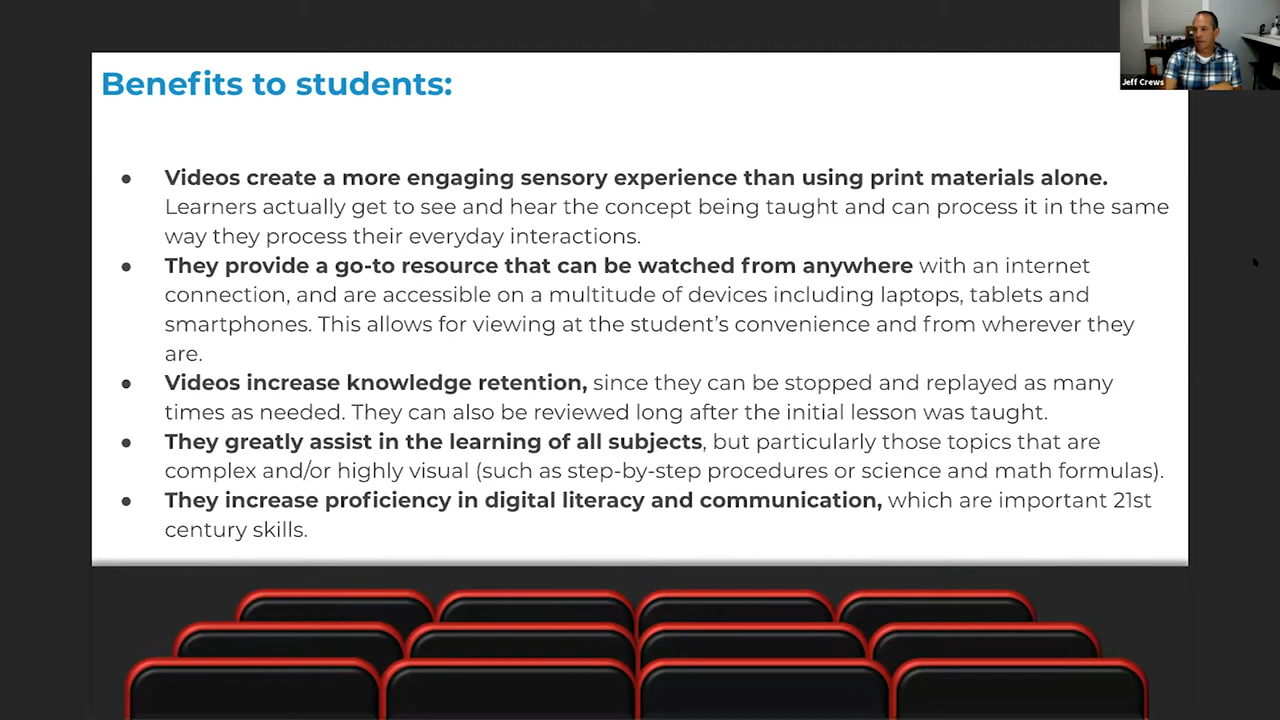 Benefits to students:
Jeff Crews
● Videos create a more engaging sensory experience than using print materials alone.
Learners actually get to see and hear the concept being taught and can process it in the same
way they process their everyday interactions.
● They provide a go-to resource that can be watched from anywhere with an internet
connection, and are accessible on a multitude of devices including laptops, tablets and
smartphones. This allows for viewing at the student’s convenience and from wherever they
are.
● Videos increase knowledge retention, since they can be stopped and replayed as many
times as needed. They can also be reviewed long after the initial lesson was taught.
● They greatly assist in the learning of all subjects, but particularly those topics that are
complex and/or highly visual (such as step-by-step procedures or science and math formulas).
● They increase proficiency in digital literacy and communication, which are important 21st
century skills.